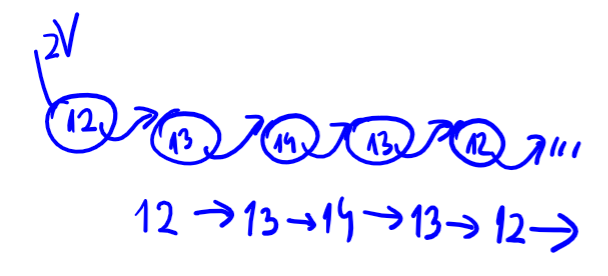 2V
12 13 14 13 12 ...
12 → 13 → 14 → 13 → 12 →